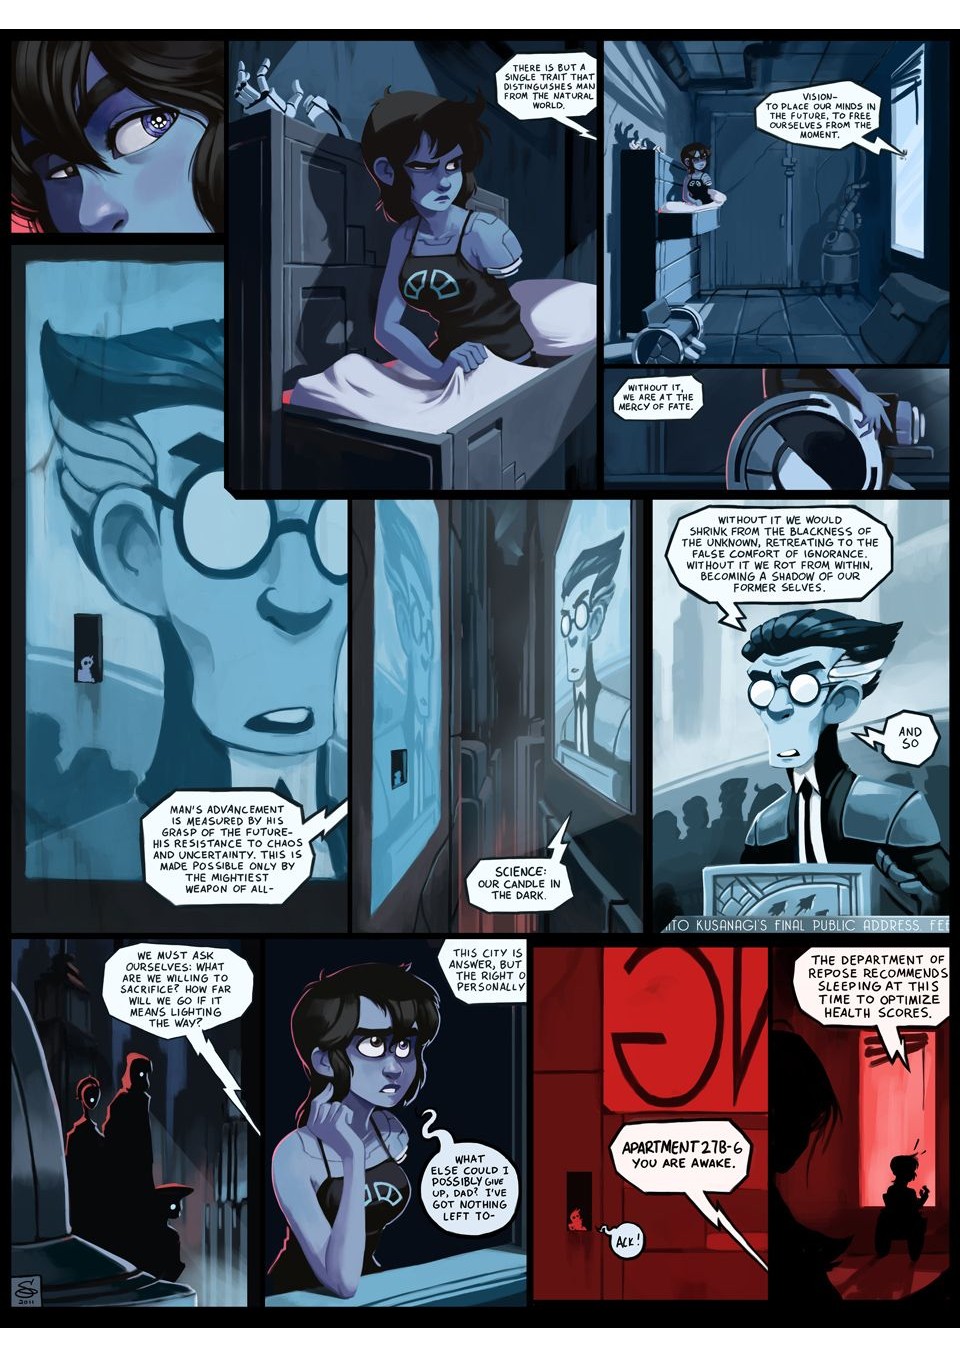 THERE IS BUT A
SINGLE TRAIT THAT
DISTINGUISHES MAN
FROM THE NATURAL
WORLD.
VISION-
TO PLACE OUR MINDS IN
THE FUTURE, TO FREE
OURSELVES FROM THE
MOMENT.
WITHOUT IT,
WE ARE AT THE
MERCY OF FATE.
MAN'S ADVANCEMENT
IS MEASURED BY HIS
GRASP OF THE FUTURE-
HIS RESISTANCE TO CHAOS
AND UNCERTAINTY. THIS IS
MADE POSSIBLE ONLY BY
THE MIGHTIEST
WEAPON OF ALL-
SCIENCE:
OUR CANDLE IN
THE DARK.
WITHOUT IT WE WOULD
SHRINK FROM THE BLACKNESS OF
THE UNKNOWN, RETREATING TO THE
FALSE COMFORT OF IGNORANCE.
WITHOUT IT WE ROT FROM WITHIN,
BECOMING A SHADOW OF OUR
FORMER SELVES.
AND
SO
ITO KUSANAGI'S FINAL PUBLIC ADDRESS, FEB
WE MUST ASK
OURSELVES: WHAT
ARE WE WILLING TO
SACRIFICE? HOW FAR
WILL WE GO IF IT
MEANS LIGHTING
THE WAY?
THIS CITY IS
ANSWER, BUT
THE RIGHT O
PERSONALLY
WHAT
ELSE COULD I
POSSIBLY GIVE
UP, DAD? I'VE
GOT NOTHING
LEFT TO-
APARTMENT 27B-6
YOU ARE AWAKE.
ACK!
THE DEPARTMENT OF
REPOSE RECOMMENDS
SLEEPING AT THIS
TIME TO OPTIMIZE
HEALTH SCORES.
2011